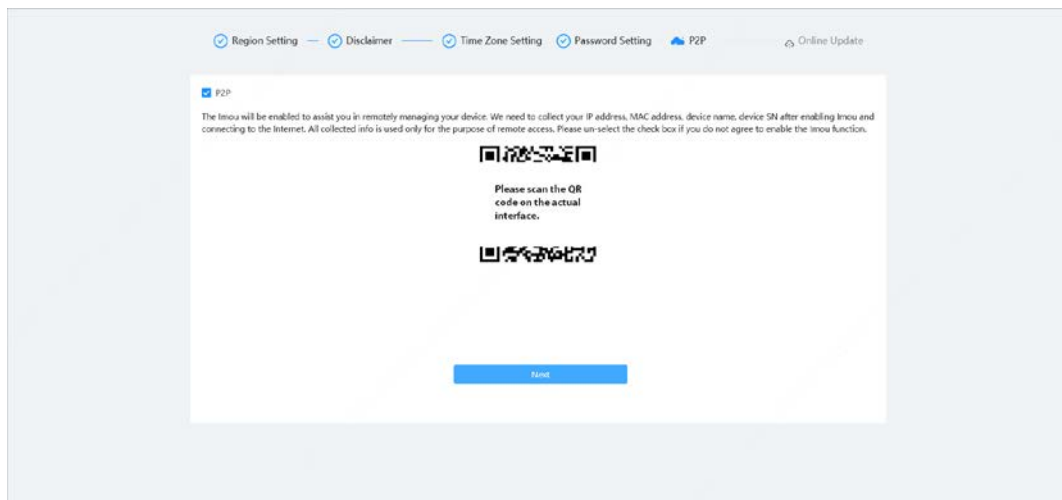 Region Setting Disclaimer Time Zone Setting Password Setting P2P Online Update
P2P
The Imou will be enabled to assist you in remotely managing your device. We need to collect your IP address, MAC address, device name, device SN after enabling Imou and
connecting to the Internet. All collected info is used only for the purpose of remote access. Please un-select the check box if you do not agree to enable the Imou function.
Please scan the QR
code on the actual
interface.
Next